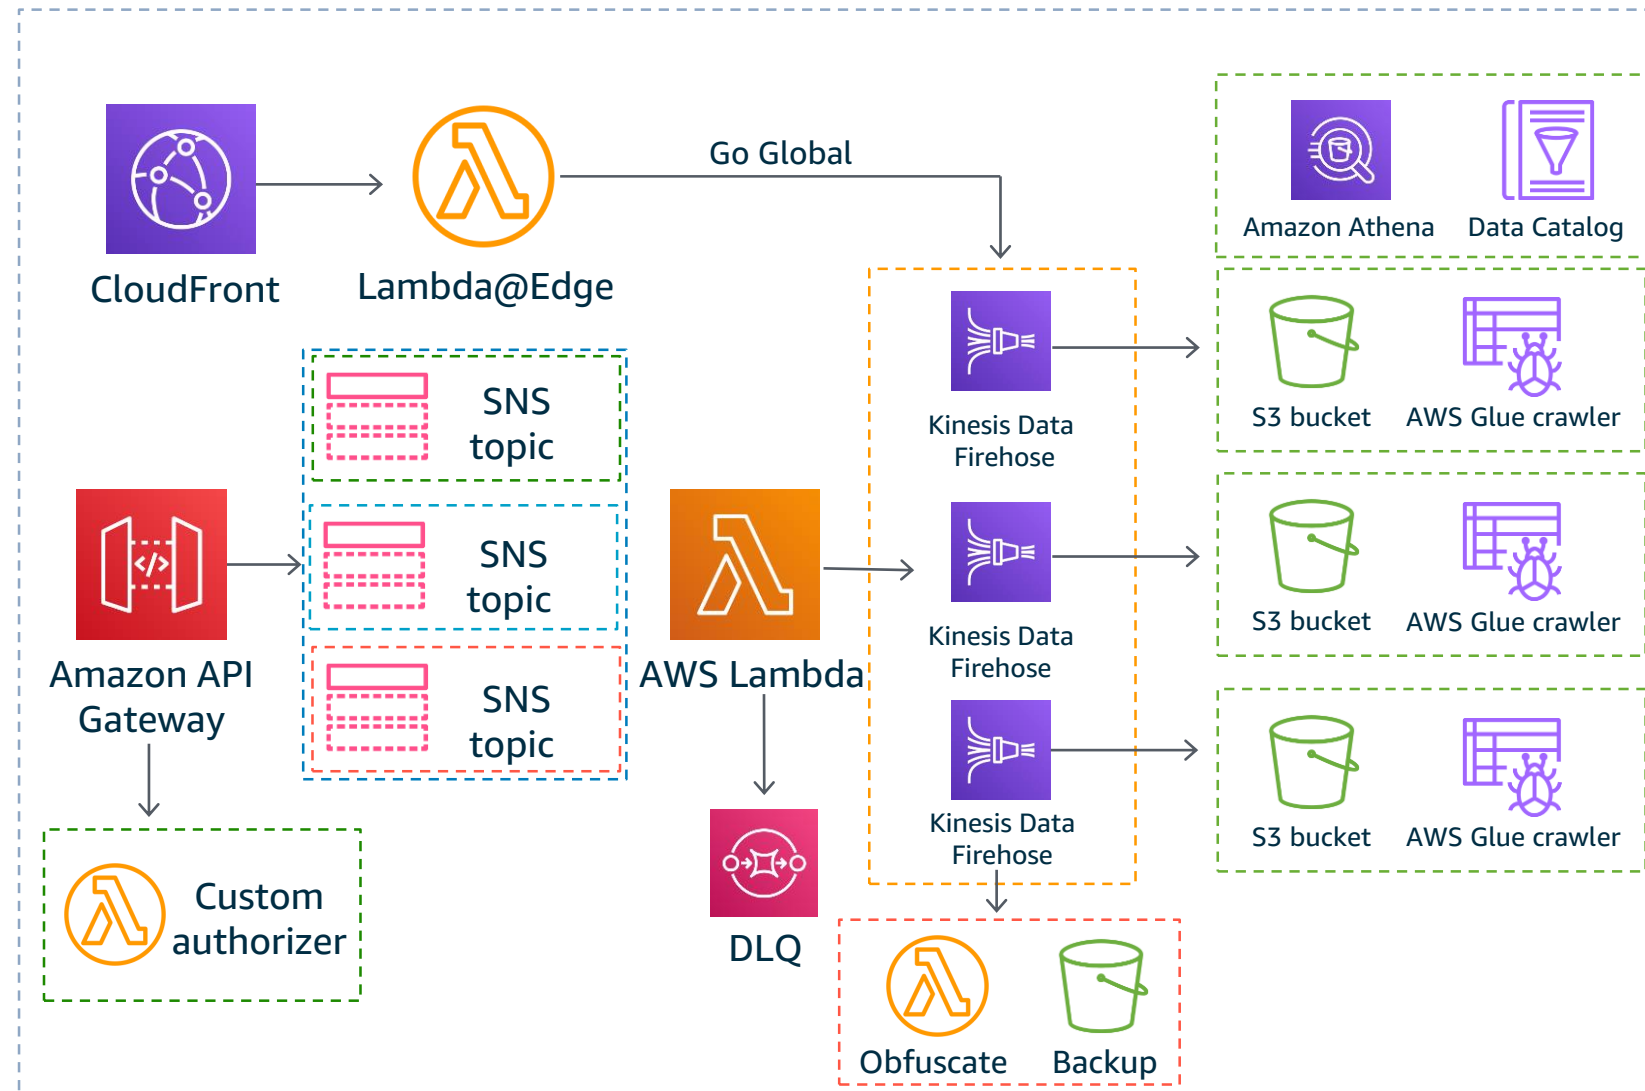 Go Global
CloudFront
Lambda@Edge
Amazon Athena
Data Catalog
SNS
topic
SNS
topic
SNS
topic
Amazon API
Gateway
AWS Lambda
Kinesis Data
Firehose
Kinesis Data
Firehose
Kinesis Data
Firehose
S3 bucket
AWS Glue crawler
S3 bucket
AWS Glue crawler
S3 bucket
AWS Glue crawler
Custom
authorizer
DLQ
Obfuscate
Backup